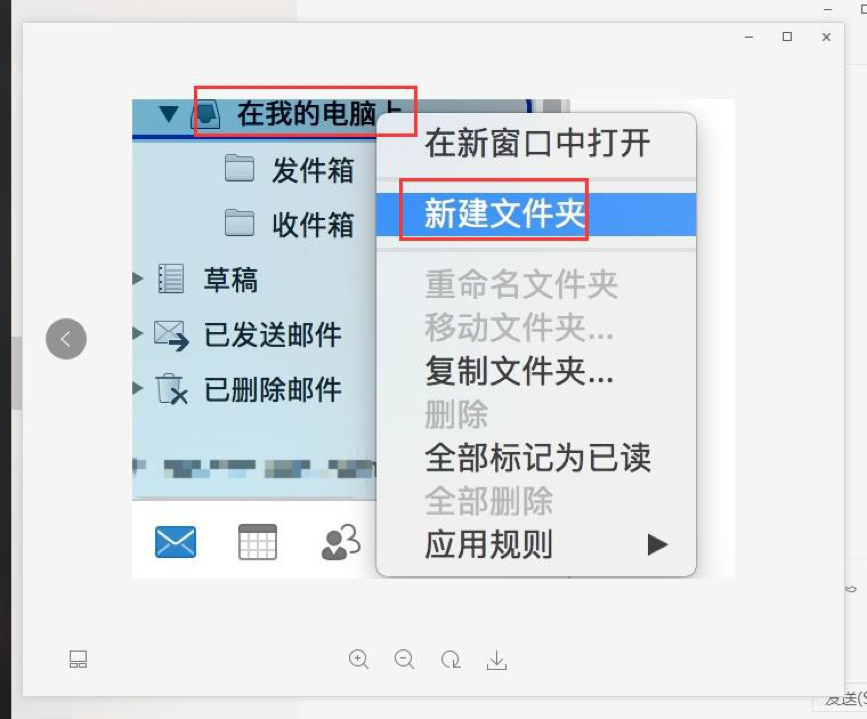 在我的电脑上
发件箱
收件箱
草稿
已发送邮件
已删除邮件
在新窗口中打开
新建文件夹
重命名文件夹
移动文件夹...
复制文件夹...
删除
全部标记为已读
全部删除
应用规则
发送(S